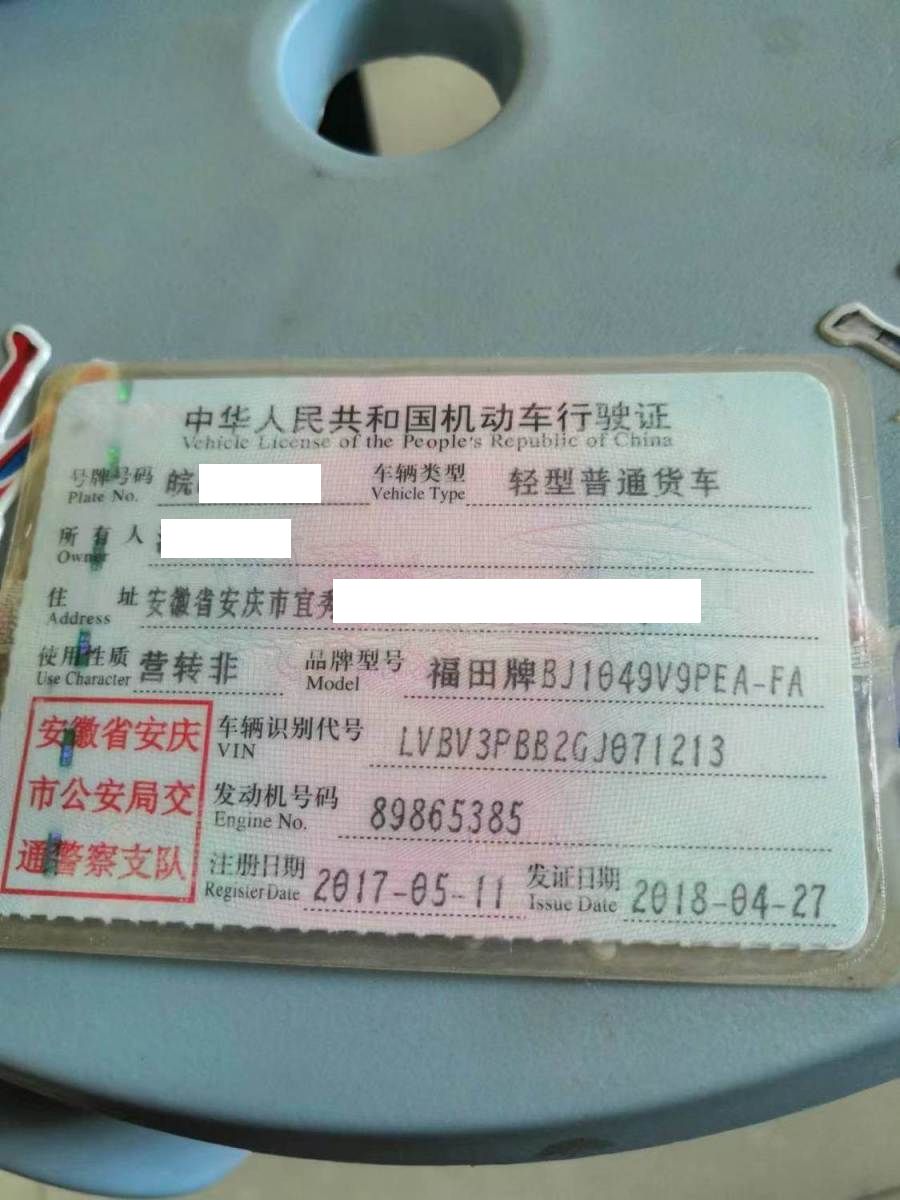 中华人民共和国机动车行驶证
Vehicle License of the People's Republic of China
号牌号码 皖 车辆类型 轻型普通货车
Plate No. Vehicle Type
所有人
Owner
住址 安徽省安庆市宜秀
Address
使用性质 营转非 品牌型号 福田牌BJ1049V9PEA-FA
Use Character Model
安徽省安庆
市公安局交
通警察支队
车辆识别代号 LVBV3PBB2GJ071213
VIN
发动机号码 89865385
Engine No.
注册日期 2017-05-11 发证日期 2018-04-27
Register Date Issue Date